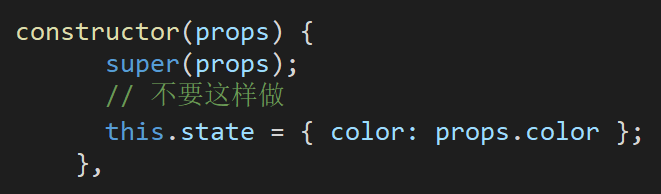 constructor(props) {
super(props);
// 不要这样做
this.state = { color: props.color };
},